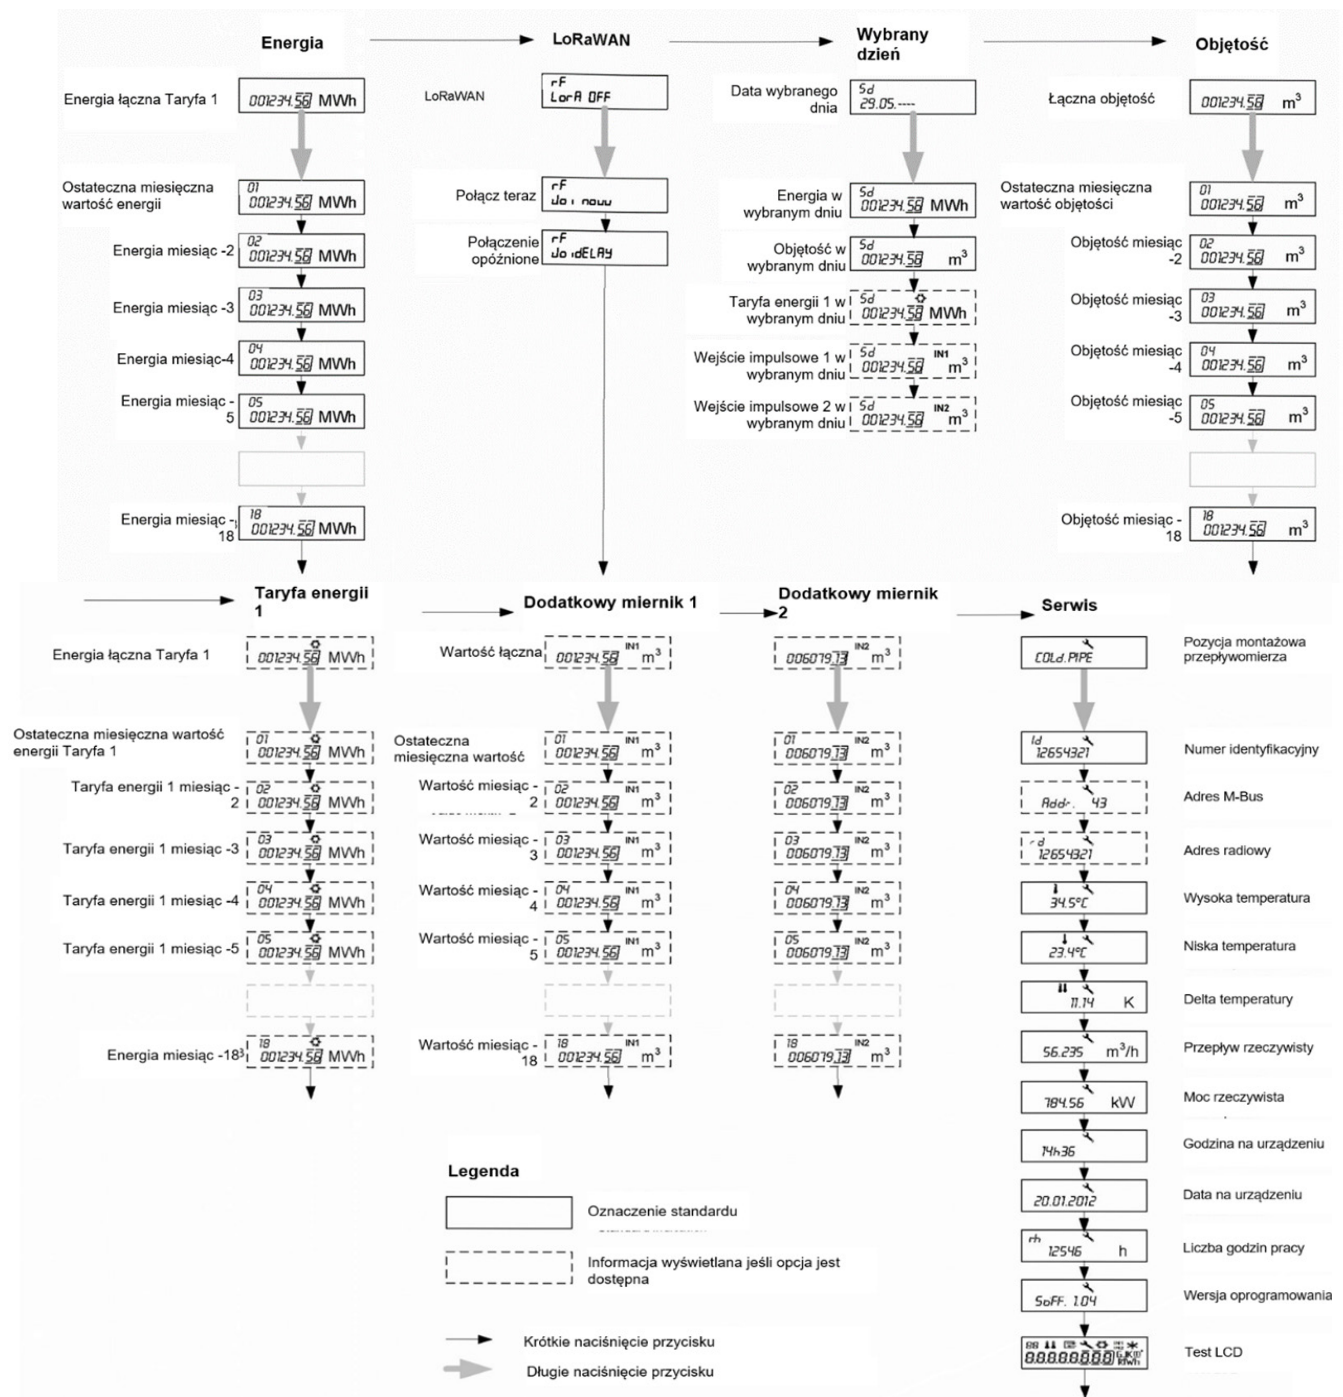 Energia
LoRaWAN
Wybrany
dzień
Objętość
Energia łączna Taryfa 1
001234.56 MWh
Ostateczna miesięczna
wartość energii
01
001234.56 MWh
Energia miesiąc -2
02
001234.56 MWh
Energia miesiąc -3
03
001234.56 MWh
Energia miesiąc-4
04
001234.56 MWh
Energia miesiąc -
5
05
001234.56 MWh
Energia miesiąc -
18
18
001234.56 MWh
LoRaWAN
rF
LorA OFF
Połącz teraz
rF
Joi nouu
Połączenie
opóźnione
rF
JoidELAY
Data wybranego
dnia
Sd
29.05.----
Energia w
wybranym dniu
Sd
001234.56 MWh
Objętość w
wybranym dniu
Sd
001234.56 m³
Taryfa energii 1 w
wybranym dniu
Sd
001234.56 MWh
Wejście impulsowe 1 w
wybranym dniu
Sd IN1
001234.56 m³
Wejście impulsowe 2 w
wybranym dniu
Sd IN2
001234.56 m³
Łączna objętość
001234.56 m³
Ostateczna miesięczna
wartość objętości
01
001234.56 m³
Objętość miesiąc
-2
02
001234.56 m³
Objętość miesiąc
-3
03
001234.56 m³
Objętość miesiąc
-4
04
001234.56 m³
Objętość miesiąc
-5
05
001234.56 m³
Objętość miesiąc -
18
18
001234.56 m³
Taryfa energii
1
Dodatkowy miernik 1
Dodatkowy miernik
2
Serwis
Energia łączna Taryfa 1
001234.56 MWh
Ostateczna miesięczna wartość
energii Taryfa 1
01
001234.56 MWh
Taryfa energii 1 miesiąc -
2
02
001234.56 MWh
Taryfa energii 1 miesiąc -3
03
001234.56 MWh
Taryfa energii 1 miesiąc -4
04
001234.56 MWh
Taryfa energii 1 miesiąc -5
05
001234.56 MWh
Energia miesiąc -18
18
001234.56 MWh
Wartość łączna
IN1
001234.56 m³
Ostateczna
miesięczna wartość
01 IN1
001234.56 m³
Wartość miesiąc -
2
02 IN1
001234.56 m³
Wartość miesiąc -
3
03 IN1
001234.56 m³
Wartość miesiąc -
4
04 IN1
001234.56 m³
Wartość miesiąc -
5
05 IN1
001234.56 m³
Wartość miesiąc -
18
18 IN1
001234.56 m³
IN2
006079.13 m³
01 IN2
006079.13 m³
02 IN2
006079.13 m³
03 IN2
006079.13 m³
04 IN2
006079.13 m³
05 IN2
006079.13 m³
18 IN2
006079.13 m³
COLd.PIPE
Pozycja montażowa
przepływomierza
Id
12654321
Numer identyfikacyjny
Addr. 43
Adres M-Bus
rd
12654321
Adres radiowy
34.5°C
Wysoka temperatura
23.4°C
Niska temperatura
11.14 K
Delta temperatury
56.235 m³/h
Przepływ rzeczywisty
784.56 kW
Moc rzeczywista
14h36
Godzina na urządzeniu
20.01.2012
Data na urządzeniu
rh
12546 h
Liczba godzin pracy
SoFF. 1.04
Wersja oprogramowania
88888888
Test LCD
Legenda
Oznaczenie standardu
Informacja wyświetlana jeśli opcja jest
dostępna
Krótkie naciśnięcie przycisku
Długie naciśnięcie przycisku